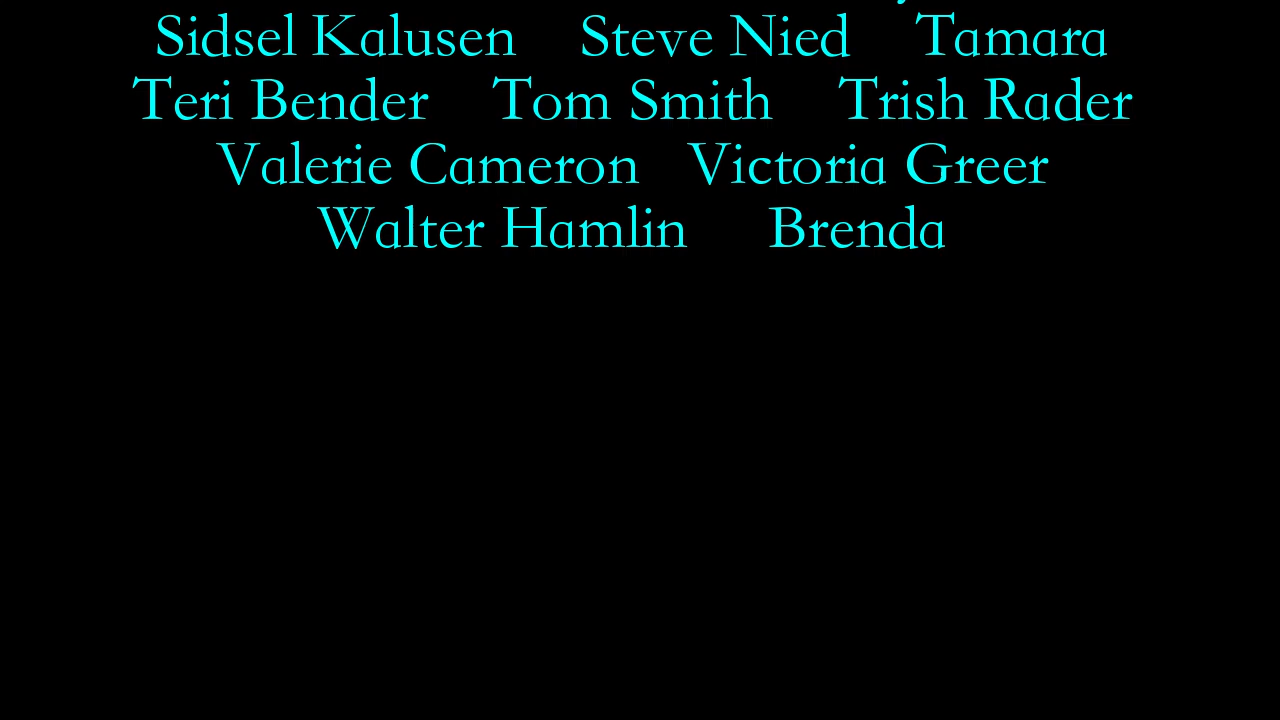 Sidsel Kalusen Steve Nied Tamara
Teri Bender Tom Smith Trish Rader
Valerie Cameron Victoria Greer
Walter Hamlin Brenda